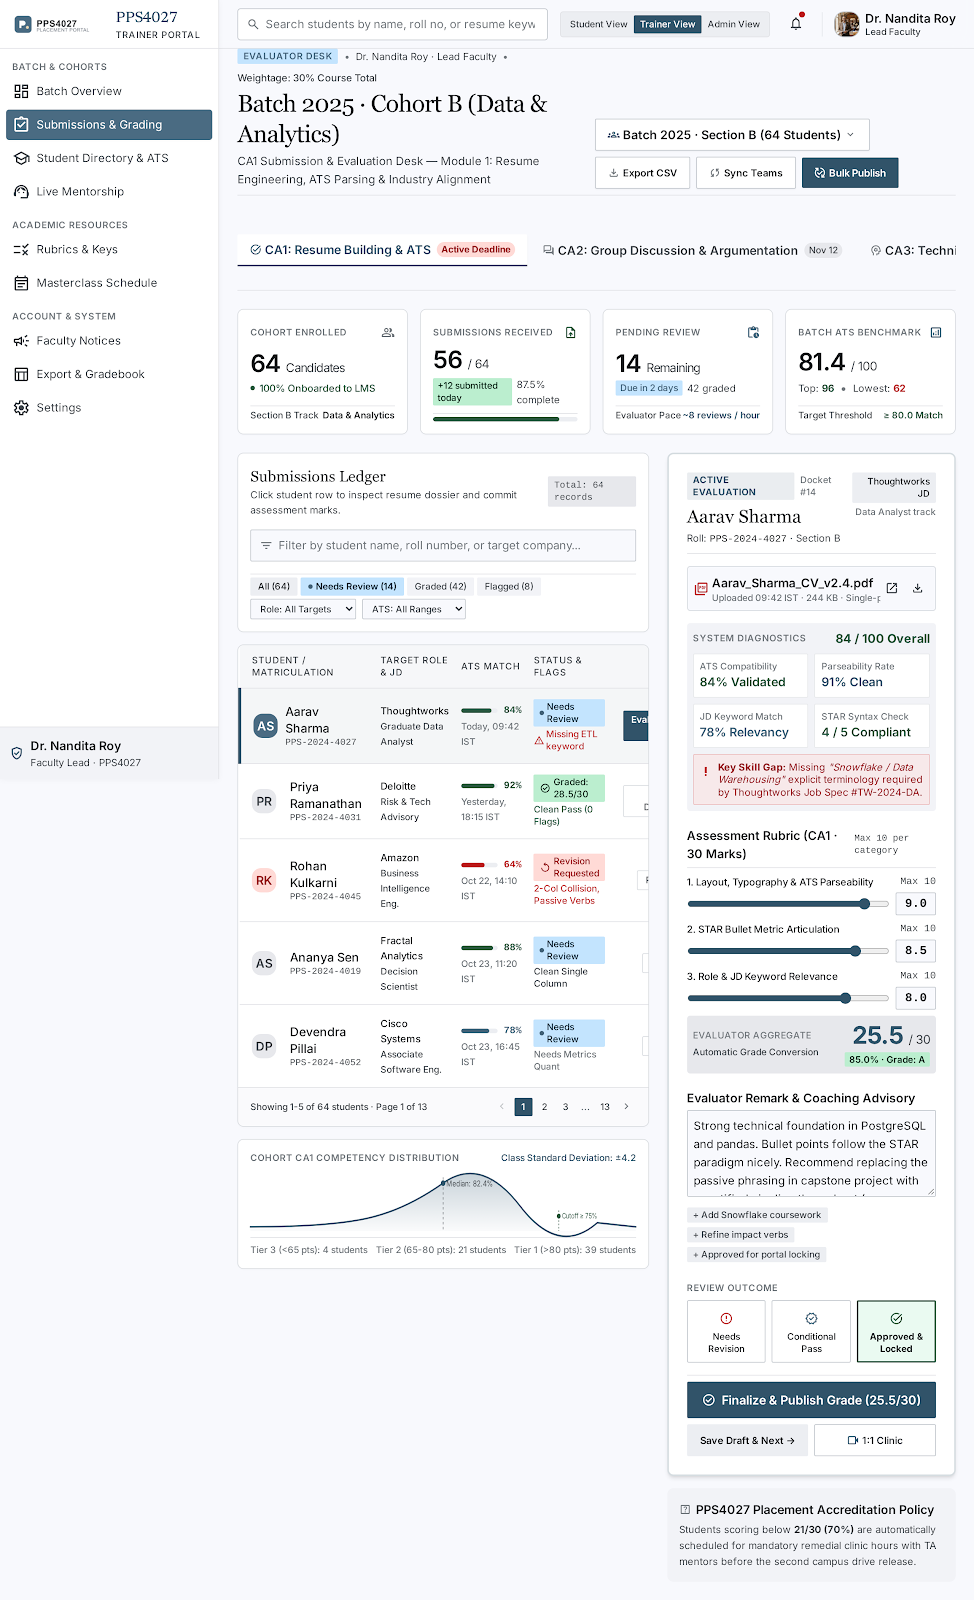 PPS4027
PLACEMENT PORTAL
PPS4027
TRAINER PORTAL
Search students by name, roll no, or resume keyw
Student View
Trainer View
Admin View
Dr. Nandita Roy
Lead Faculty
BATCH & COHORTS
Batch Overview
Submissions & Grading
Student Directory & ATS
Live Mentorship
ACADEMIC RESOURCES
Rubrics & Keys
Masterclass Schedule
ACCOUNT & SYSTEM
Faculty Notices
Export & Gradebook
Settings
Dr. Nandita Roy
Faculty Lead · PPS4027
EVALUATOR DESK • Dr. Nandita Roy · Lead Faculty •
Weightage: 30% Course Total
Batch 2025 · Cohort B (Data &
Analytics)
CA1 Submission & Evaluation Desk — Module 1: Resume
Engineering, ATS Parsing & Industry Alignment
Batch 2025 · Section B (64 Students)
Export CSV
Sync Teams
Bulk Publish
CA1: Resume Building & ATS Active Deadline
CA2: Group Discussion & Argumentation Nov 12
CA3: Techni
COHORT ENROLLED
64 Candidates
• 100% Onboarded to LMS
Section B Track Data & Analytics
SUBMISSIONS RECEIVED
56 / 64
+12 submitted
today
87.5%
complete
PENDING REVIEW
14 Remaining
Due in 2 days 42 graded
Evaluator Pace ~8 reviews / hour
BATCH ATS BENCHMARK
81.4 / 100
Top: 96 • Lowest: 62
Target Threshold ≥ 80.0 Match
Submissions Ledger
Click student row to inspect resume dossier and commit
assessment marks.
Total: 64
records
Filter by student name, roll number, or target company...
All (64)
• Needs Review (14)
Graded (42)
Flagged (8)
Role: All Targets
ATS: All Ranges
STUDENT /
MATRICULATION
TARGET ROLE
& JD
ATS MATCH
STATUS &
FLAGS
AS
Aarav
Sharma
PPS-2024-4027
Thoughtworks
Graduate Data
Analyst
84%
Today, 09:42
IST
• Needs
Review
Missing ETL
keyword
Eval
PR
Priya
Ramanathan
PPS-2024-4031
Deloitte
Risk & Tech
Advisory
92%
Yesterday,
18:15 IST
Graded:
28.5/30
Clean Pass (0
Flags)
D
RK
Rohan
Kulkarni
PPS-2024-4045
Amazon
Business
Intelligence
Eng.
64%
Oct 22, 14:10
IST
Revision
Requested
2-Col Collision,
Passive Verbs
AS
Ananya Sen
PPS-2024-4019
Fractal
Analytics
Decision
Scientist
88%
Oct 23, 11:20
IST
• Needs
Review
Clean Single
Column
DP
Devendra
Pillai
PPS-2024-4052
Cisco
Systems
Associate
Software Eng.
78%
Oct 23, 16:45
IST
• Needs
Review
Needs Metrics
Quant
Showing 1-5 of 64 students · Page 1 of 13
‹ 1 2 3 ... 13 ›
COHORT CA1 COMPETENCY DISTRIBUTION
Class Standard Deviation: ±4.2
Median: 82.4%
Cutoff ≥ 75%
Tier 3 (<65 pts): 4 students
Tier 2 (65-80 pts): 21 students
Tier 1 (>80 pts): 39 students
ACTIVE
EVALUATION
Docket
#14
Thoughtworks
JD
Aarav Sharma
Data Analyst track
Roll: PPS-2024-4027 · Section B
Aarav_Sharma_CV_v2.4.pdf
Uploaded 09:42 IST · 244 KB · Single-p
SYSTEM DIAGNOSTICS
84 / 100 Overall
ATS Compatibility
84% Validated
Parseability Rate
91% Clean
JD Keyword Match
78% Relevancy
STAR Syntax Check
4 / 5 Compliant
! Key Skill Gap: Missing "Snowflake / Data
Warehousing" explicit terminology required
by Thoughtworks Job Spec #TW-2024-DA.
Assessment Rubric (CA1 ·
30 Marks)
Max 10 per
category
1. Layout, Typography & ATS Parseability
Max 10
9.0
2. STAR Bullet Metric Articulation
Max 10
8.5
3. Role & JD Keyword Relevance
Max 10
8.0
EVALUATOR AGGREGATE
Automatic Grade Conversion
25.5 / 30
85.0% · Grade: A
Evaluator Remark & Coaching Advisory
Strong technical foundation in PostgreSQL
and pandas. Bullet points follow the STAR
paradigm nicely. Recommend replacing the
passive phrasing in capstone project with
+ Add Snowflake coursework
+ Refine impact verbs
+ Approved for portal locking
REVIEW OUTCOME
Needs
Revision
Conditional
Pass
Approved &
Locked
Finalize & Publish Grade (25.5/30)
Save Draft & Next →
1:1 Clinic
PPS4027 Placement Accreditation Policy
Students scoring below 21/30 (70%) are automatically
scheduled for mandatory remedial clinic hours with TA
mentors before the second campus drive release.